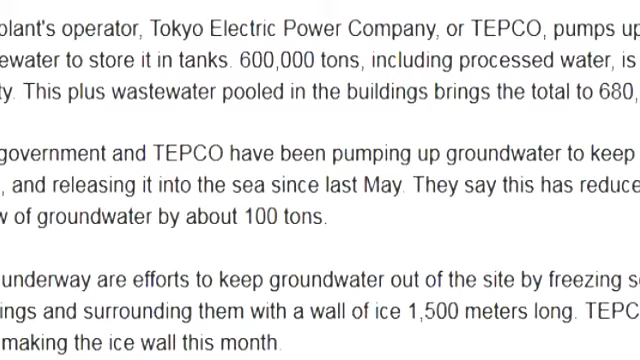 plant's operator, Tokyo Electric Power Company, or TEPCO, pumps up
ewater to store it in tanks. 600,000 tons, including processed water, is
ty. This plus wastewater pooled in the buildings brings the total to 680,
government and TEPCO have been pumping up groundwater to keep
, and releasing it into the sea since last May. They say this has reduce
w of groundwater by about 100 tons.
underway are efforts to keep groundwater out of the site by freezing s
ings and surrounding them with a wall of ice 1,500 meters long. TEPC
making the ice wall this month.